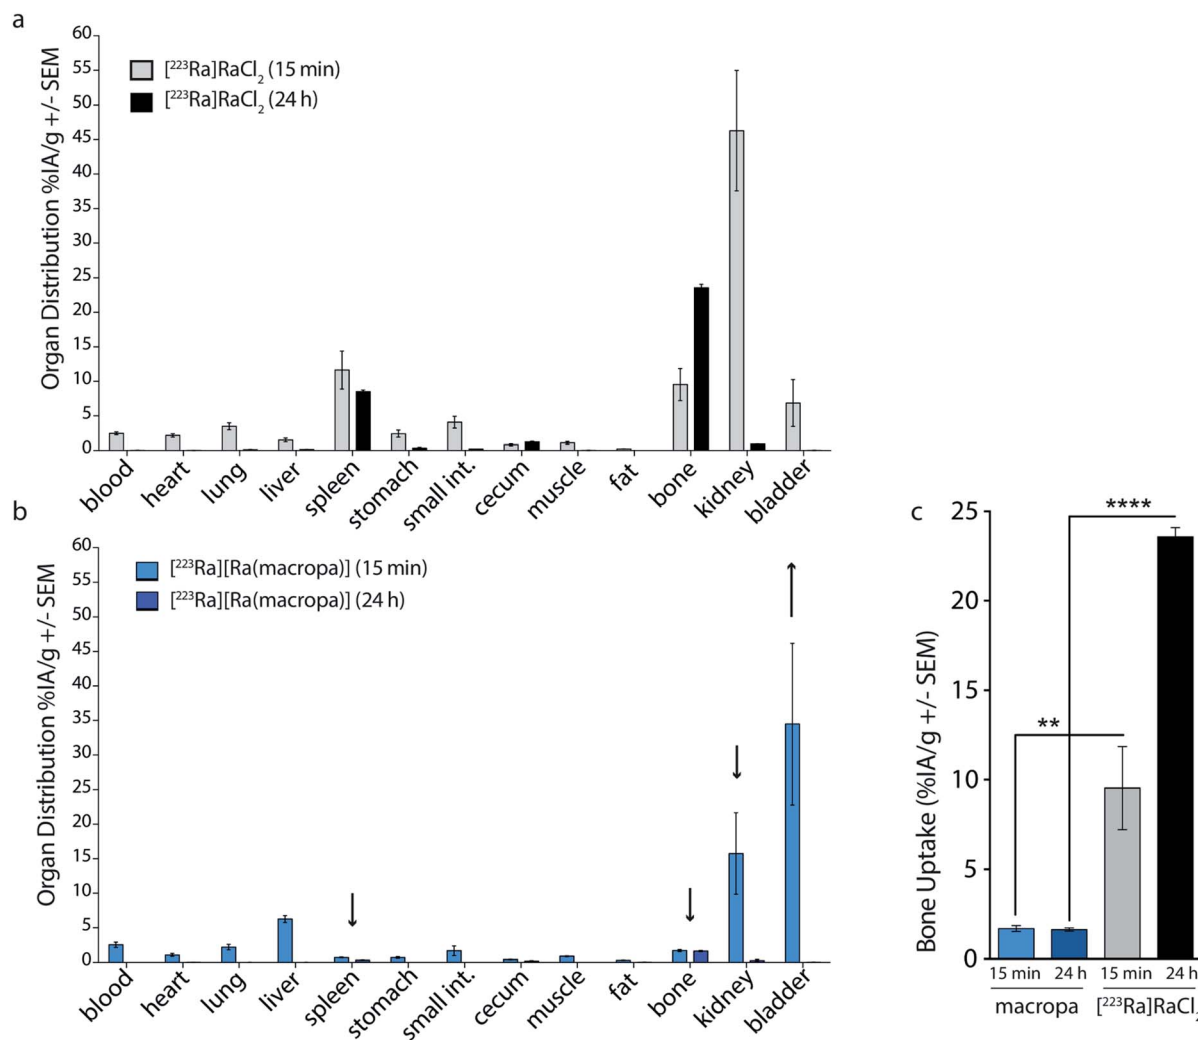 a
Organ Distribution %IA/g +/- SEM
60
55
50
45
40
35
30
25
20
15
10
5
0
[²²³Ra]RaCl₂ (15 min)
[²²³Ra]RaCl₂ (24 h)
blood heart lung liver spleen stomach small int. cecum muscle fat bone kidney bladder
b
Organ Distribution %IA/g +/- SEM
60
55
50
45
40
35
30
25
20
15
10
5
0
[²²³Ra][Ra(macropa)] (15 min)
[²²³Ra][Ra(macropa)] (24 h)
blood heart lung liver spleen stomach small int. cecum muscle fat bone kidney bladder
c
Bone Uptake (%IA/g +/- SEM)
25
20
15
10
5
0
****
**
15 min 24 h 15 min 24 h
macropa [²²³Ra]RaCl₂